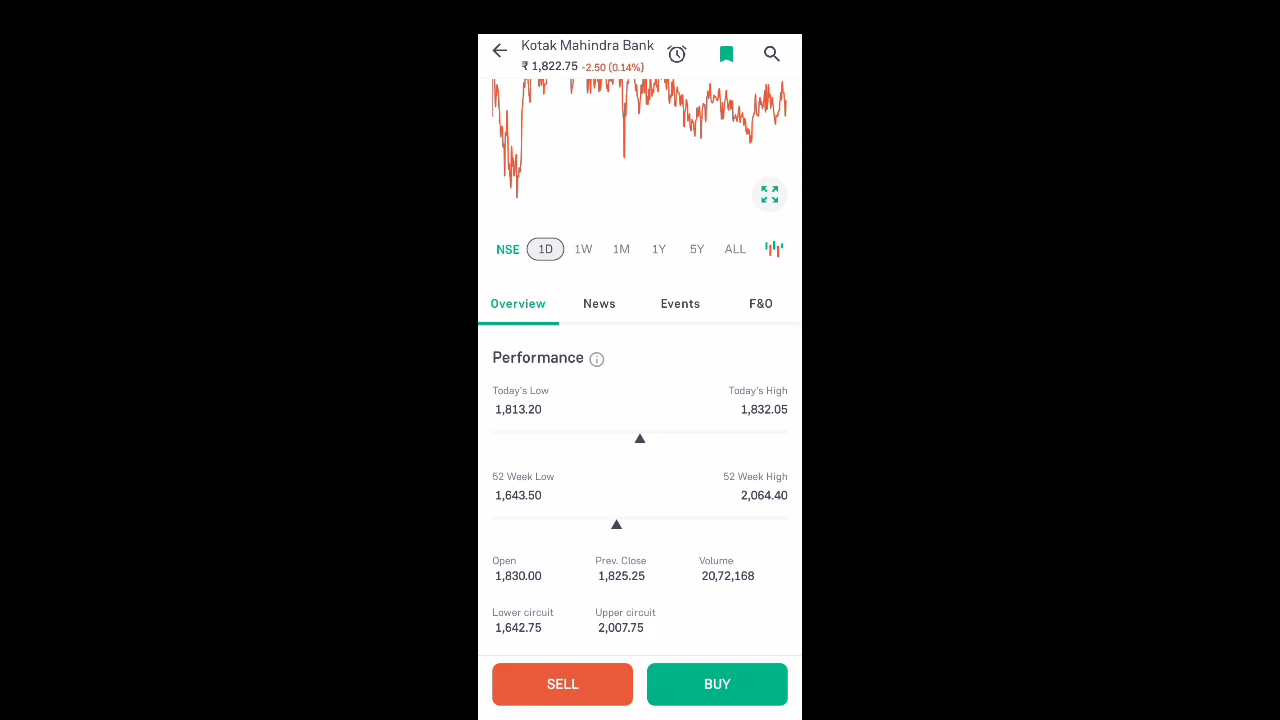 Kotak Mahindra Bank
₹ 1,822.75 -2.50 (0.14%)
NSE 1D 1W 1M 1Y 5Y ALL
Overview News Events F&O
Performance
Today's Low Today's High
1,813.20 1,832.05
52 Week Low 52 Week High
1,643.50 2,064.40
Open Prev. Close Volume
1,830.00 1,825.25 20,72,168
Lower circuit Upper circuit
1,642.75 2,007.75
SELL BUY